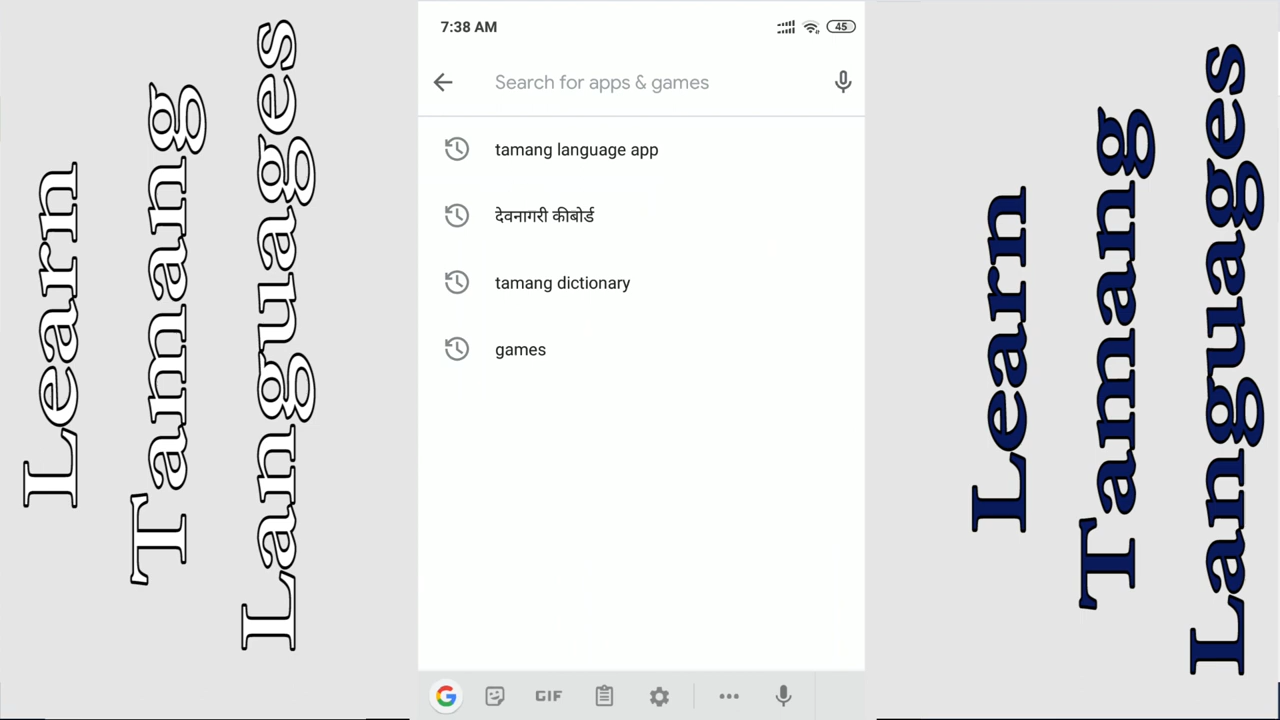 Learn
Tamang
Languages
7:38 AM
45
Search for apps & games
tamang language app
देवनागरी कीबोर्ड
tamang dictionary
games
G
GIF
Learn
Tamang
Languages